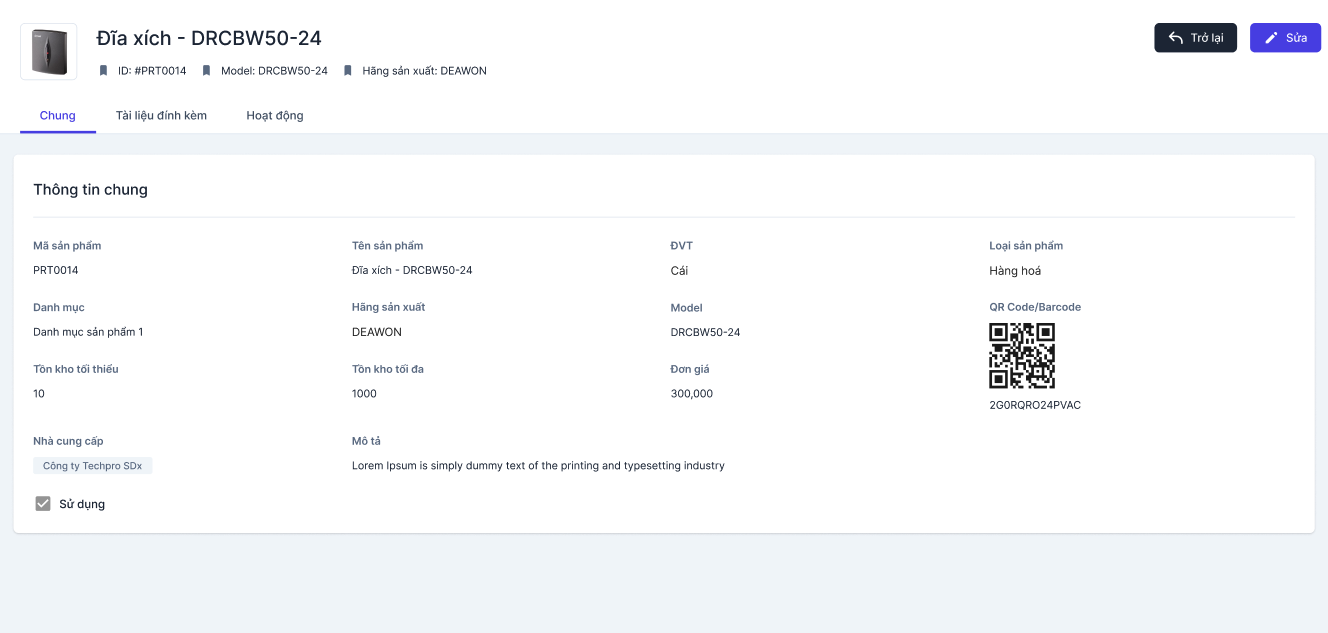 Đĩa xích - DRCBW50-24
Trở lại
Sửa
ID: #PRT0014 Model: DRCBW50-24 Hãng sản xuất: DEAWON
Chung Tài liệu đính kèm Hoạt động
Thông tin chung
Mã sản phẩm Tên sản phẩm ĐVT Loại sản phẩm
PRT0014 Đĩa xích - DRCBW50-24 Cái Hàng hoá
Danh mục Hãng sản xuất Model QR Code/Barcode
Danh mục sản phẩm 1 DEAWON DRCBW50-24
Tồn kho tối thiểu Tồn kho tối đa Đơn giá
10 1000 300,000
2G0RQRO24PVAC
Nhà cung cấp Mô tả
Công ty Techpro SDx Lorem Ipsum is simply dummy text of the printing and typesetting industry
Sử dụng